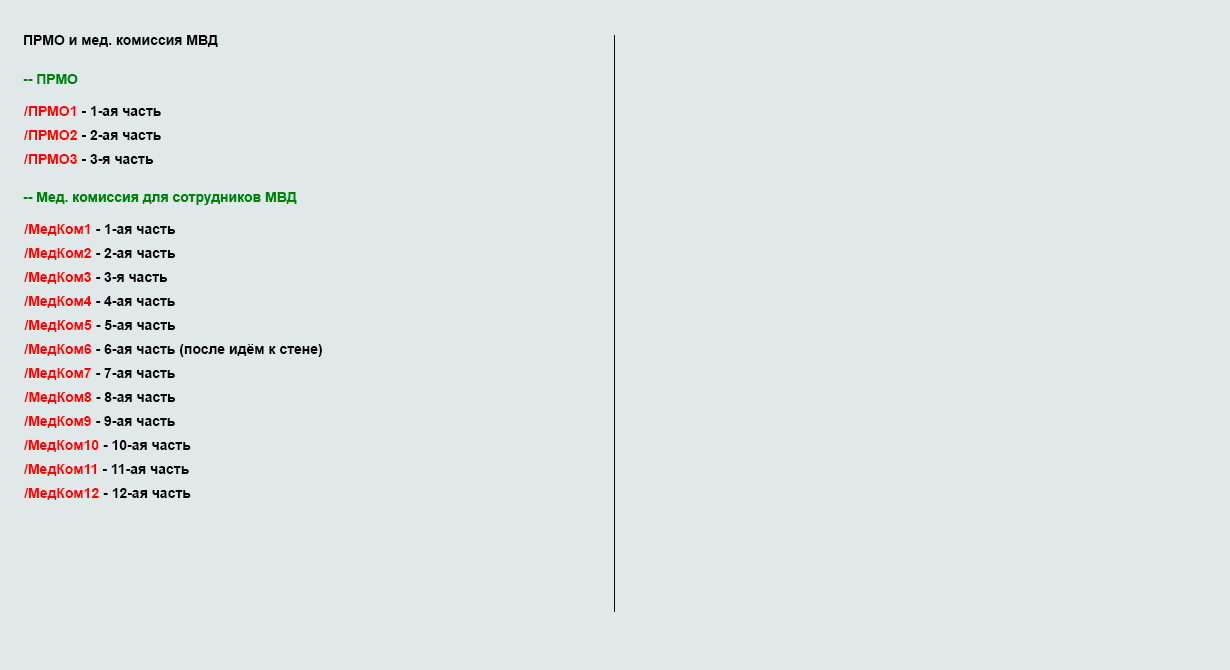 ПРМО и мед. комиссия МВД
-- ПРМО
/ПРМО1 - 1-ая часть
/ПРМО2 - 2-ая часть
/ПРМО3 - 3-я часть
-- Мед. комиссия для сотрудников МВД
/МедКом1 - 1-ая часть
/МедКом2 - 2-ая часть
/МедКом3 - 3-я часть
/МедКом4 - 4-ая часть
/МедКом5 - 5-ая часть
/МедКом6 - 6-ая часть (после идём к стене)
/МедКом7 - 7-ая часть
/МедКом8 - 8-ая часть
/МедКом9 - 9-ая часть
/МедКом10 - 10-ая часть
/МедКом11 - 11-ая часть
/МедКом12 - 12-ая часть